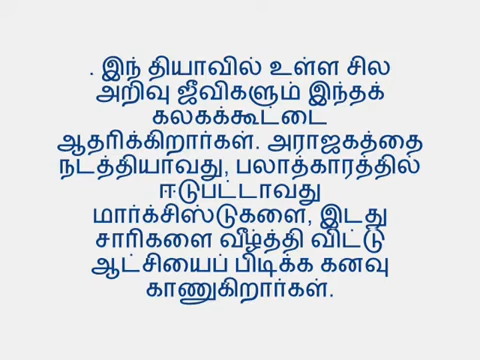 . இந் தியாவில் உள்ள சில
அறிவு ஜீவிகளும் இந்தக்
கலகக்கூட்டை
ஆதரிக்கிறார்கள். அராஜகத்தை
நடத்தியாவது, பலாத்காரத்தில்
ஈடுபட்டாவது
மார்க்சிஸ்டுகளை, இடது
சாரிகளை வீழ்த்தி விட்டு
ஆட்சியைப் பிடிக்க கனவு
காணுகிறார்கள்.